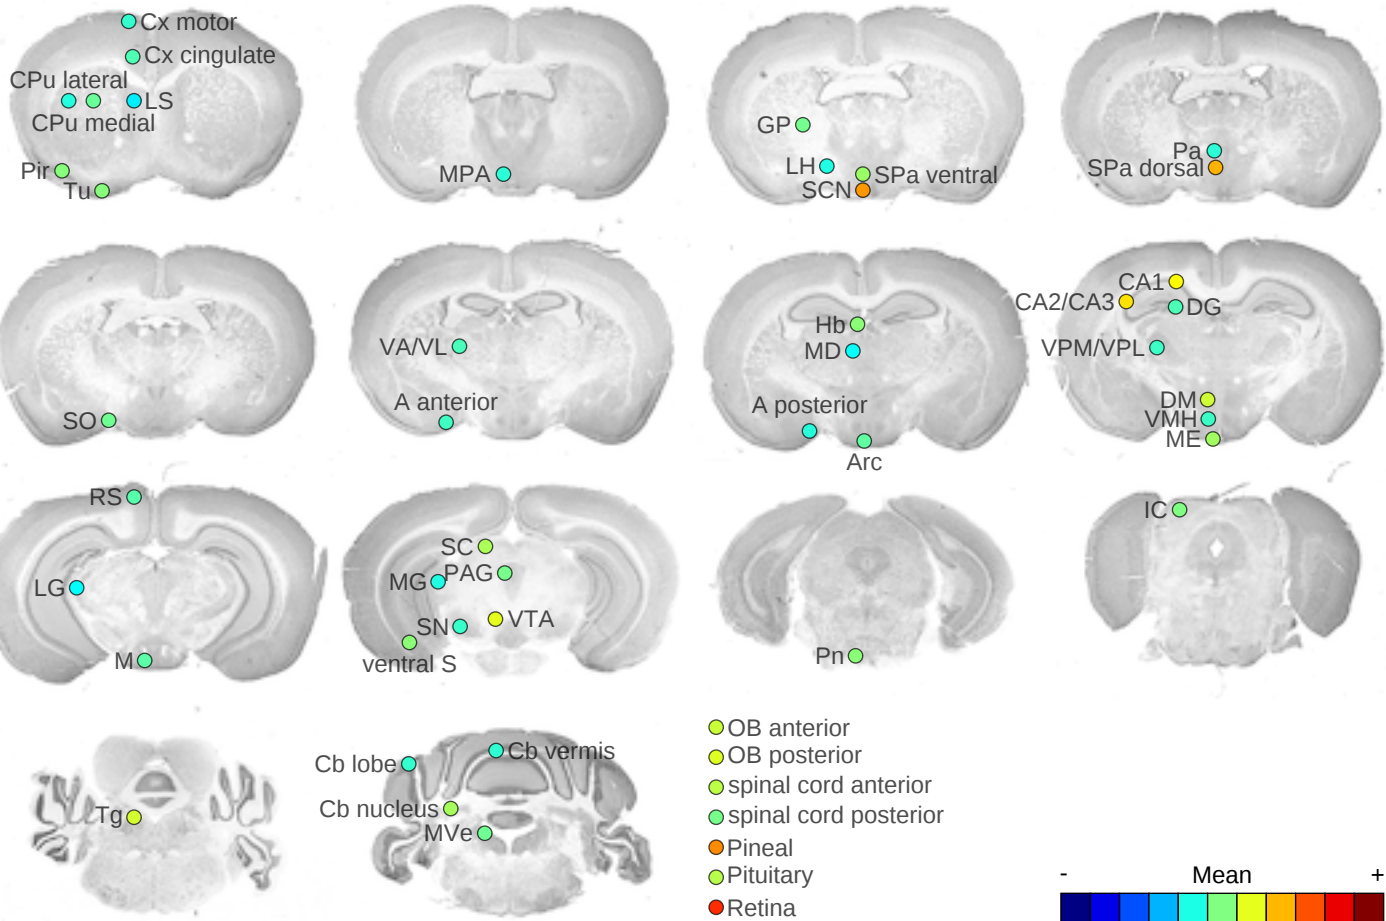 Cx motor
Cx cingulate
CPu lateral
LS
CPu medial
Pir
Tu
MPA
GP
LH
SPa ventral
SCN
Pa
SPa dorsal
SO
VA/VL
A anterior
Hb
MD
A posterior
Arc
CA1
CA2/CA3
DG
VPM/VPL
DM
VMH
ME
RS
LG
M
SC
PAG
MG
SN
VTA
ventral S
Pn
IC
Tg
Cb lobe
Cb vermis
Cb nucleus
MVe
OB anterior
OB posterior
spinal cord anterior
spinal cord posterior
Pineal
Pituitary
Retina
- Mean +